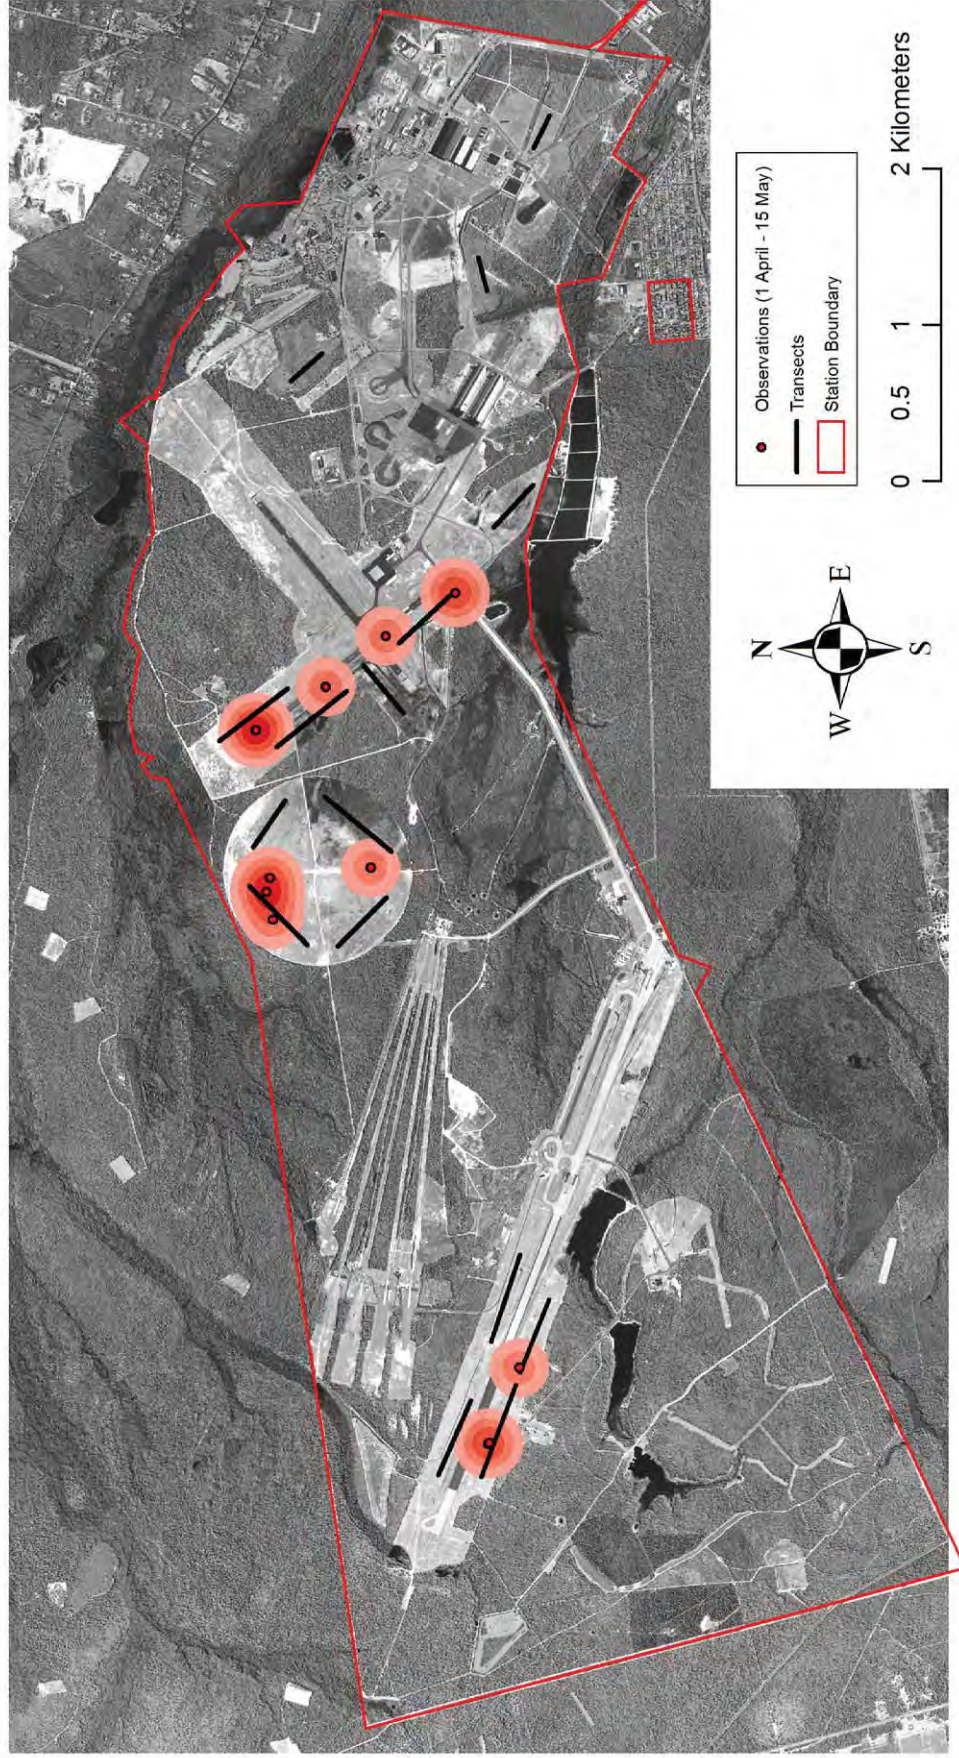 N
W
E
S
Observations (1 April - 15 May)
Transects
Station Boundary
0 0.5 1 2 Kilometers